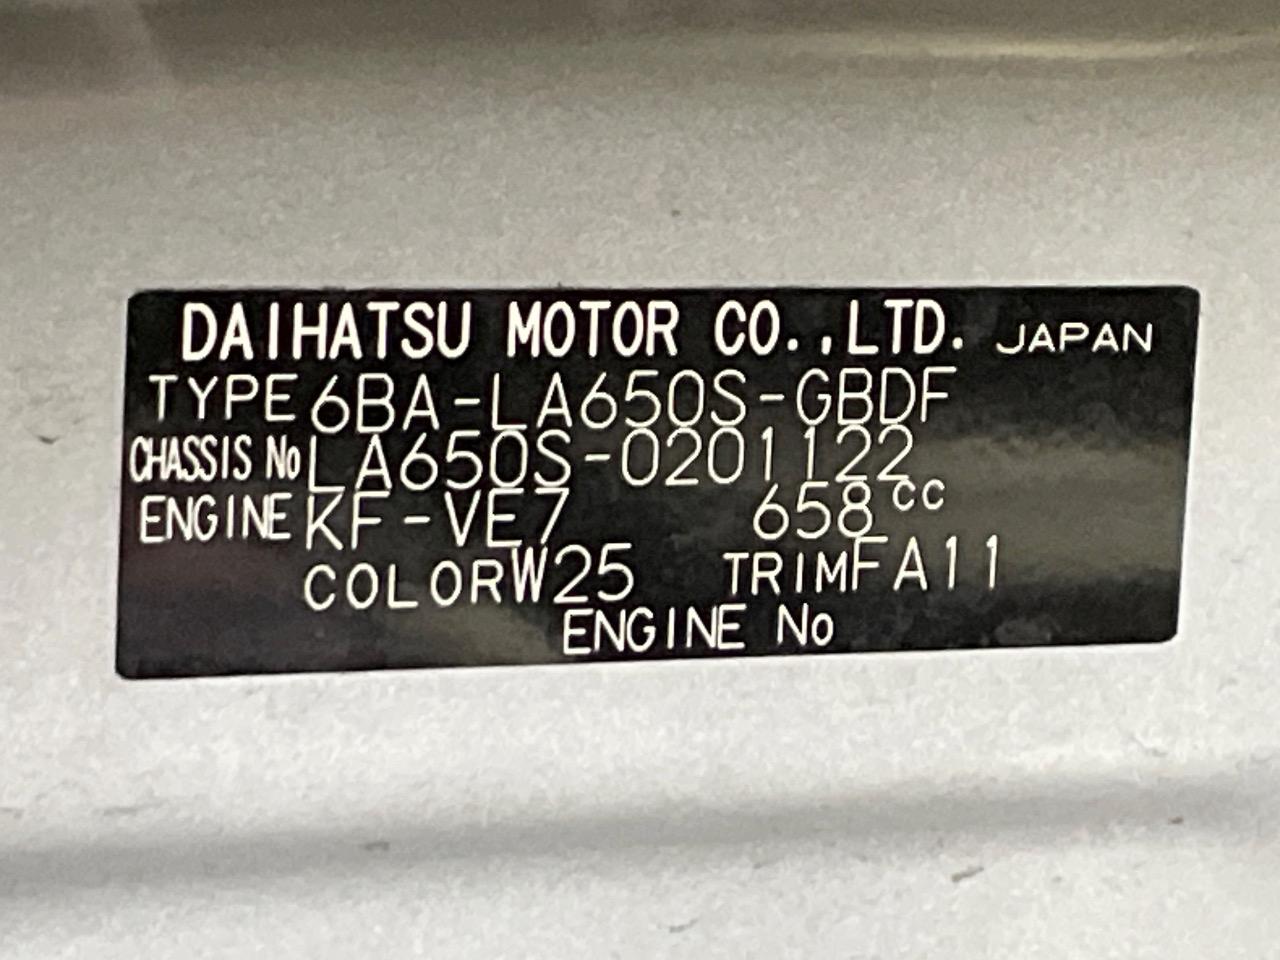 DAIHATSU MOTOR CO.,LTD. JAPAN
TYPE 6BA-LA650S-GBDF
CHASSIS No LA650S-0201122
ENGINE KF-VE7 658cc
COLOR W25 TRIM FA11
ENGINE No